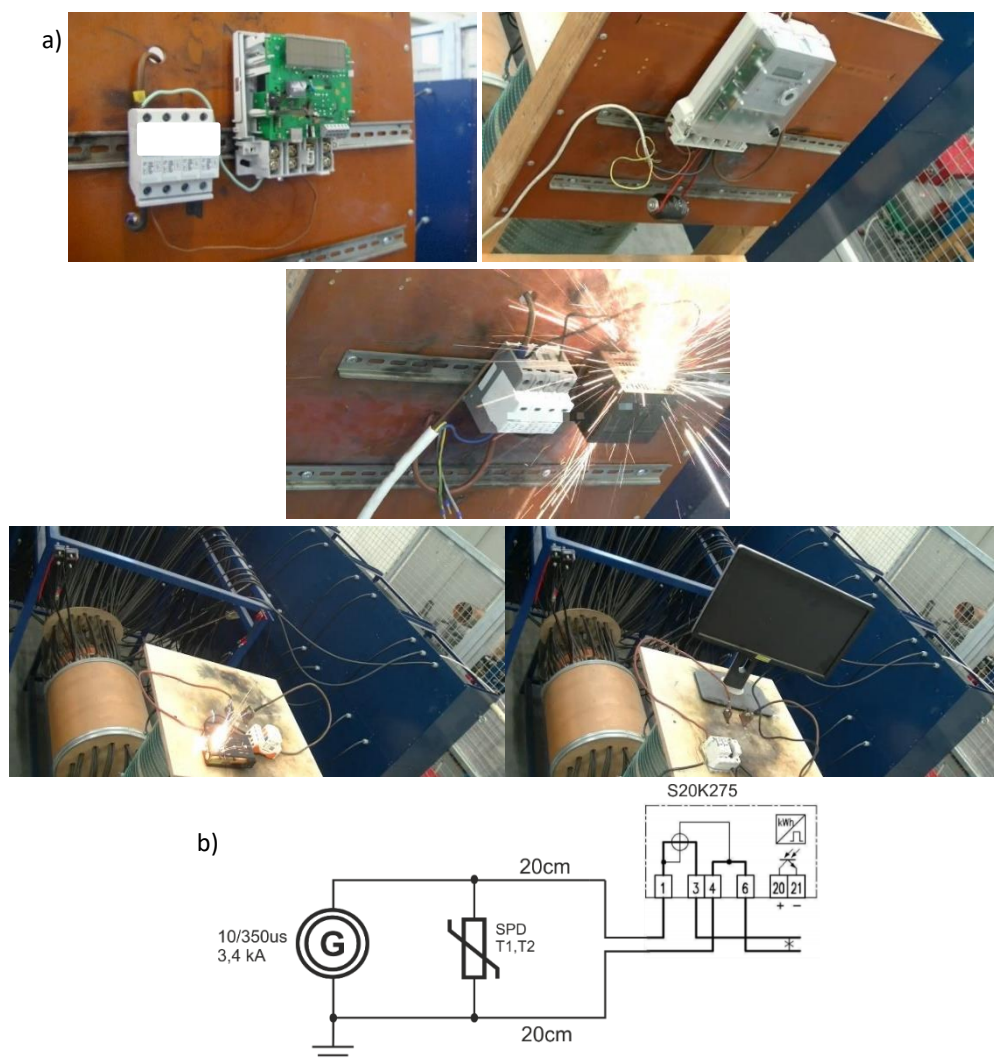 a)
b)
S20K275
20cm
kWh
1 3 4 6 20 21
+ −
10/350us
3,4 kA
G
SPD
T1,T2
*
20cm